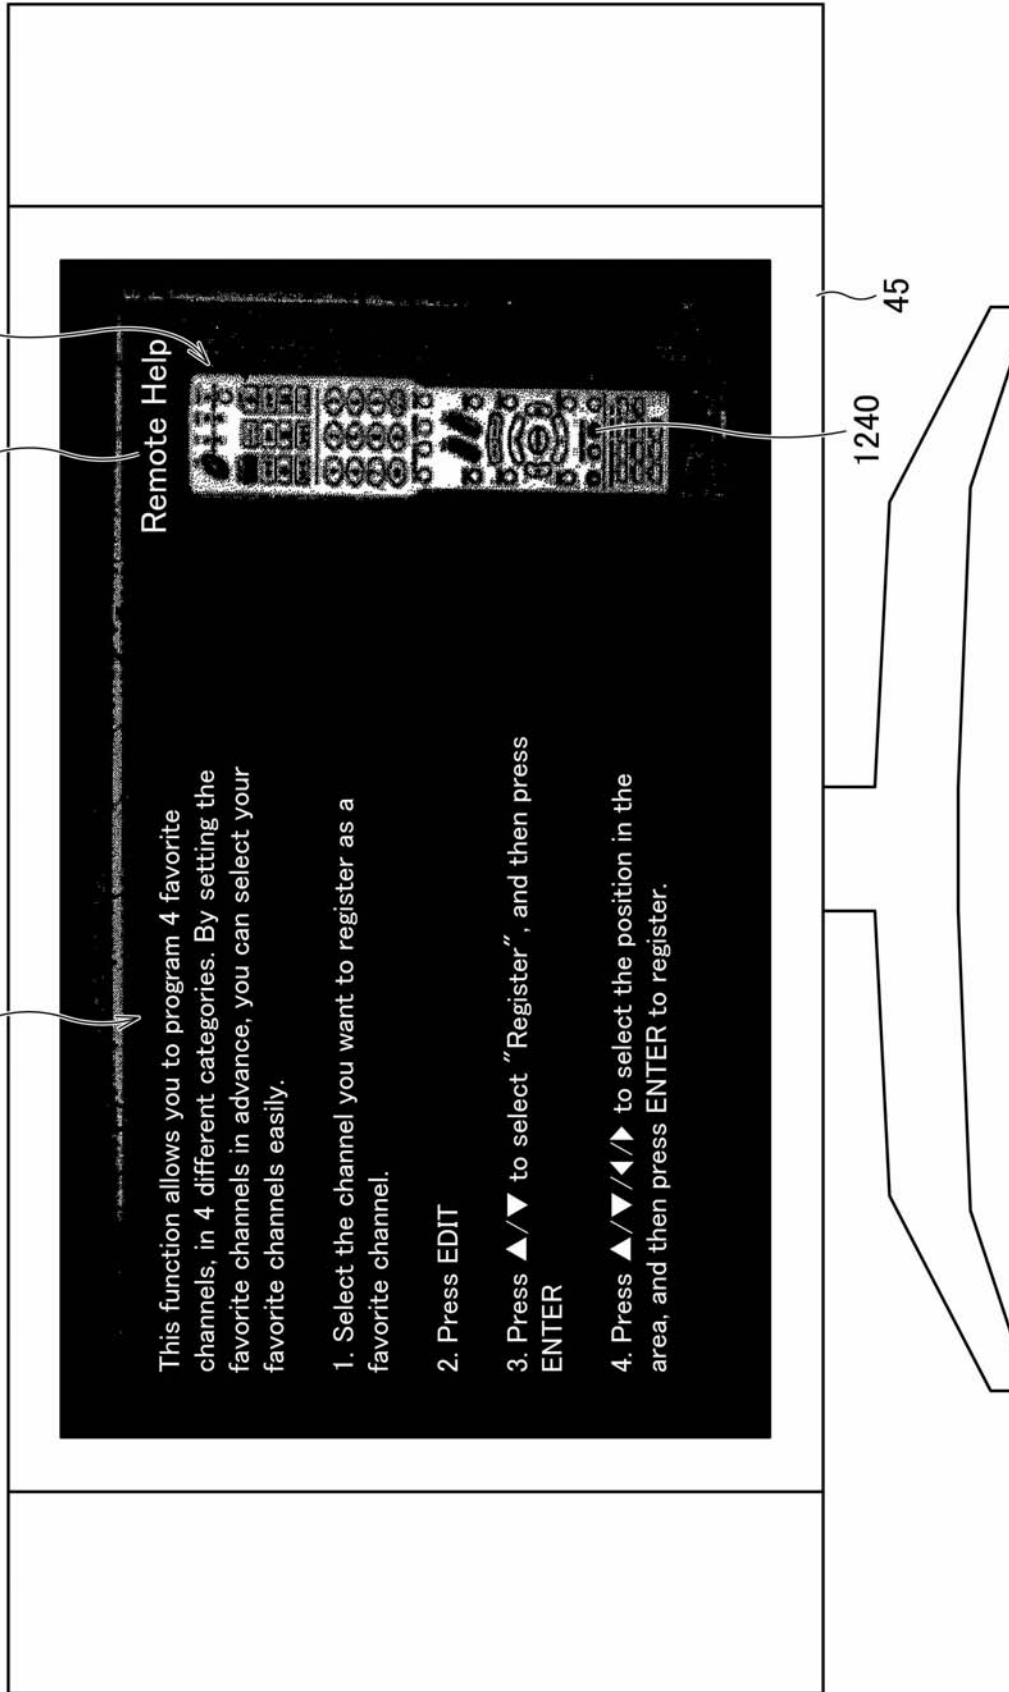 Remote Help
This function allows you to program 4 favorite
channels, in 4 different categories. By setting the
favorite channels in advance, you can select your
favorite channels easily.
1. Select the channel you want to register as a
favorite channel.
2. Press EDIT
3. Press ▲/▼ to select "Register", and then press
ENTER
4. Press ▲/▼/◀/▶ to select the position in the
area, and then press ENTER to register.
45
1240